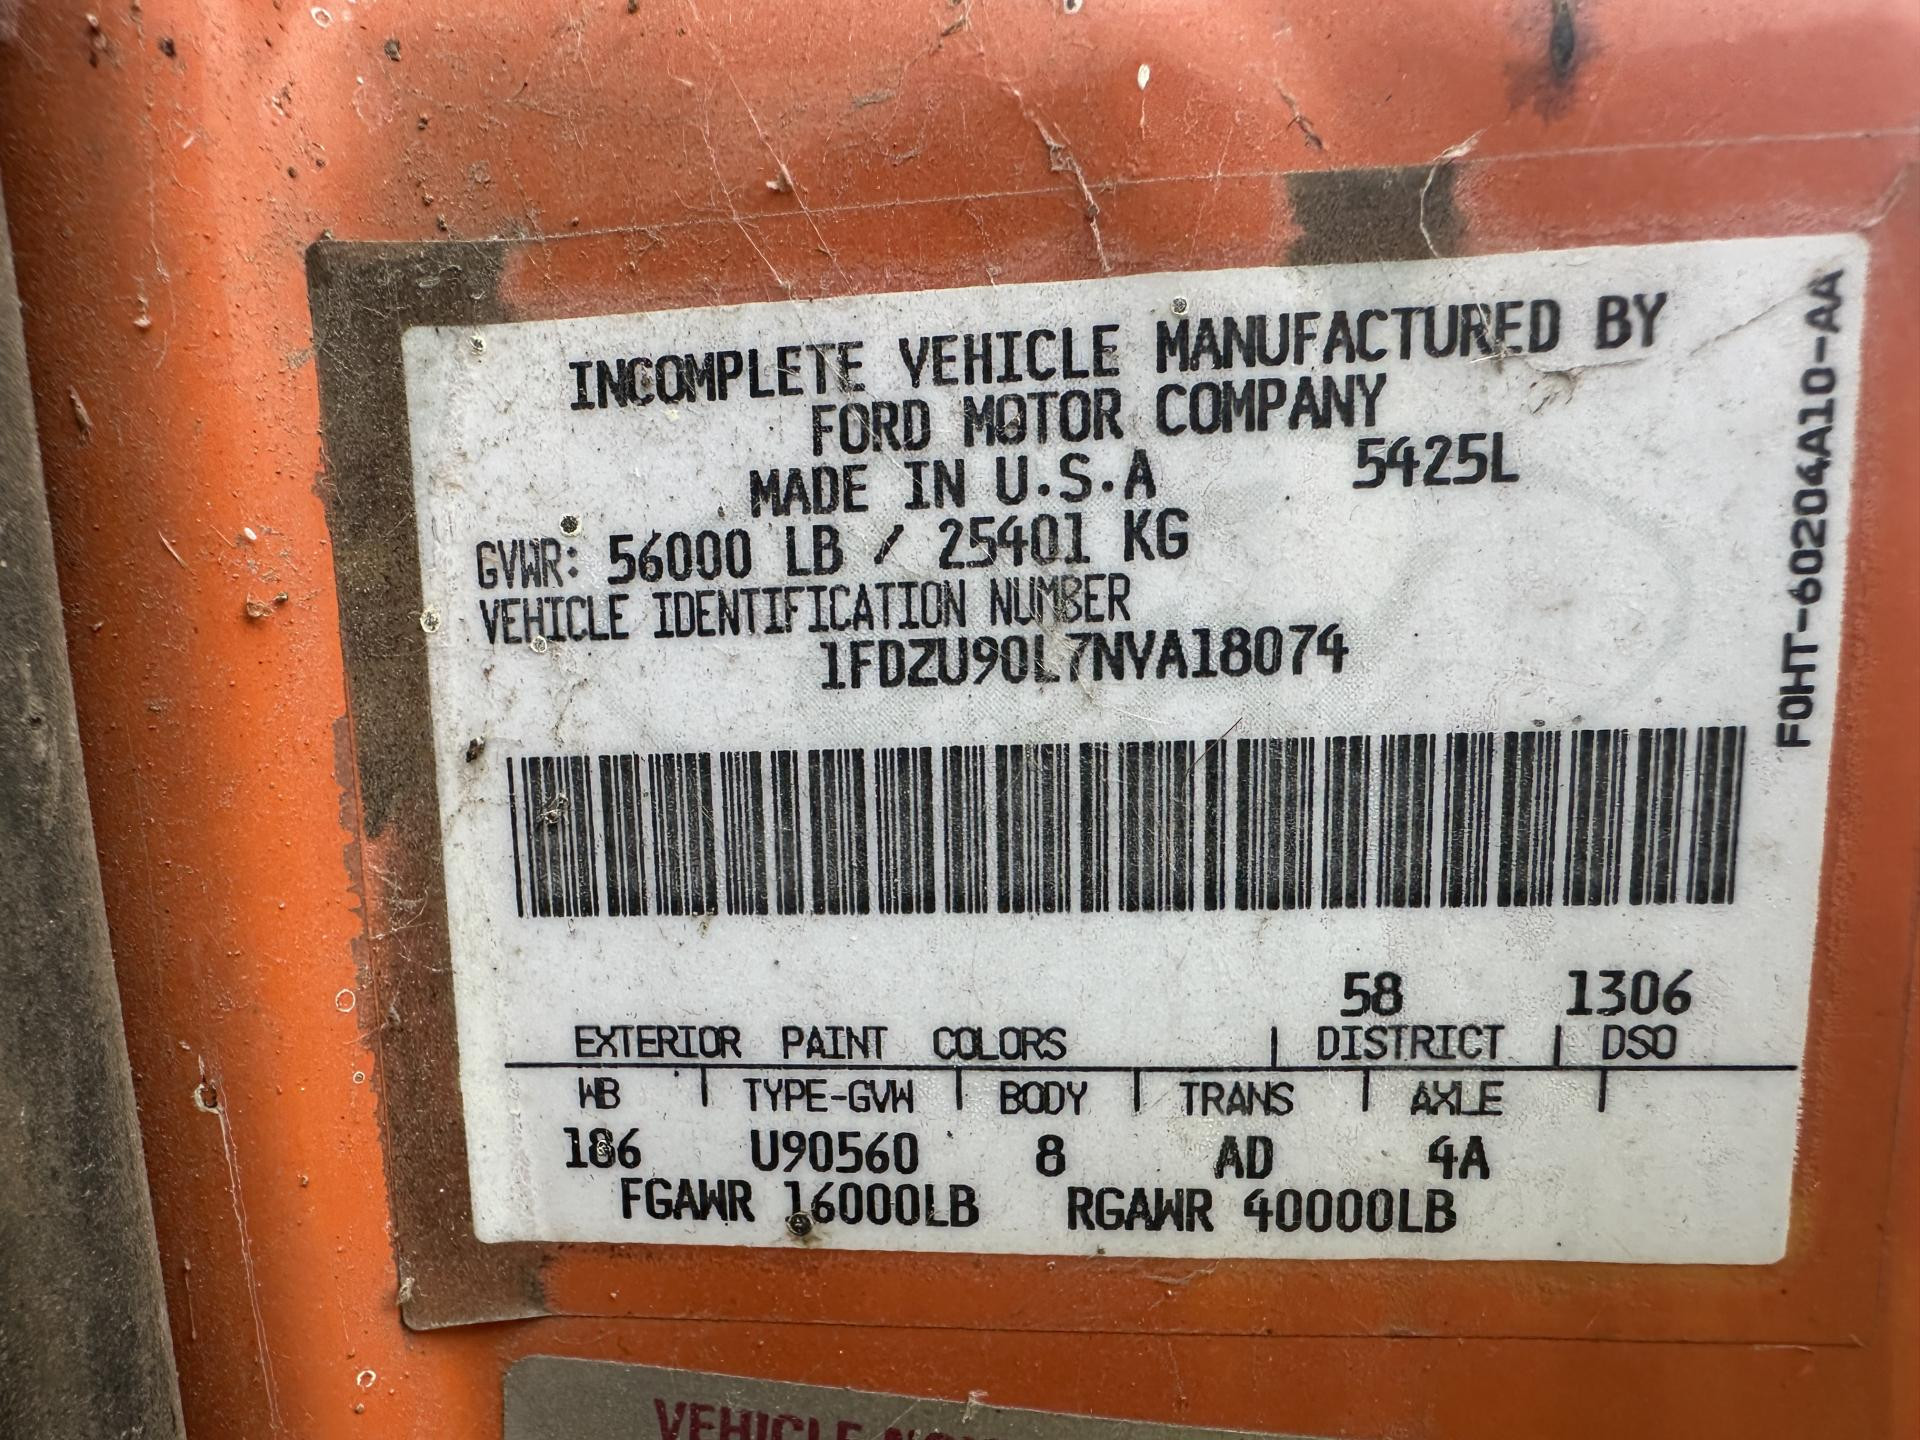 INCOMPLETE VEHICLE MANUFACTURED BY
FORD MOTOR COMPANY
MADE IN U.S.A 5425L
GVWR: 56000 LB / 25401 KG
VEHICLE IDENTIFICATION NUMBER
1FDZU90L7NVA18074
F0HT-60204A10-AA
58 1306
EXTERIOR PAINT COLORS | DISTRICT | DSO
WB | TYPE-GVW | BODY | TRANS | AXLE |
186 U90560 8 AD 4A
FGAWR 16000LB RGAWR 40000LB
VEHICLE